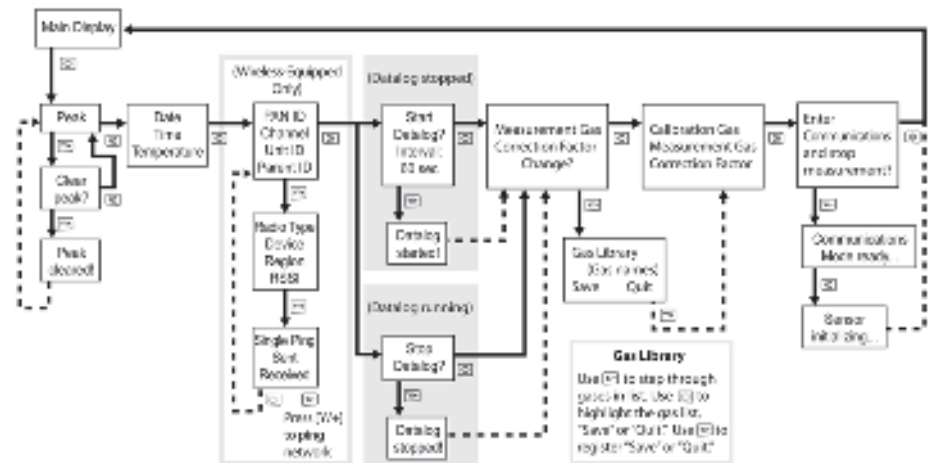 Main Display
Peak
Clear
peak?
Peak
cleared!
Date
Time
Temperature
(Wireless-Equipped
Only)
PAN ID
Channel
Unit ID
Parent ID
Radio Type
Device
Region
RSSI
Single Ping
Sent
Received
Press [Y/+]
to ping
network
(Datalog stopped)
Start
Datalog?
Interval:
60 sec
Datalog
started!
(Datalog running)
Stop
Datalog?
Datalog
stopped!
Measurement Gas
Correction Factor
Change?
Gas Library
(Gas names)
Save Quit
Calibration Gas
Measurement Gas
Correction Factor
Enter
Communications
and stop
measurement?
Communications
Mode ready...
Sensor
initializing...
Gas Library
Use to step through
gases in list. Use to
highlight the gas list,
"Save" or "Quit." Use to
register "Save" or "Quit."